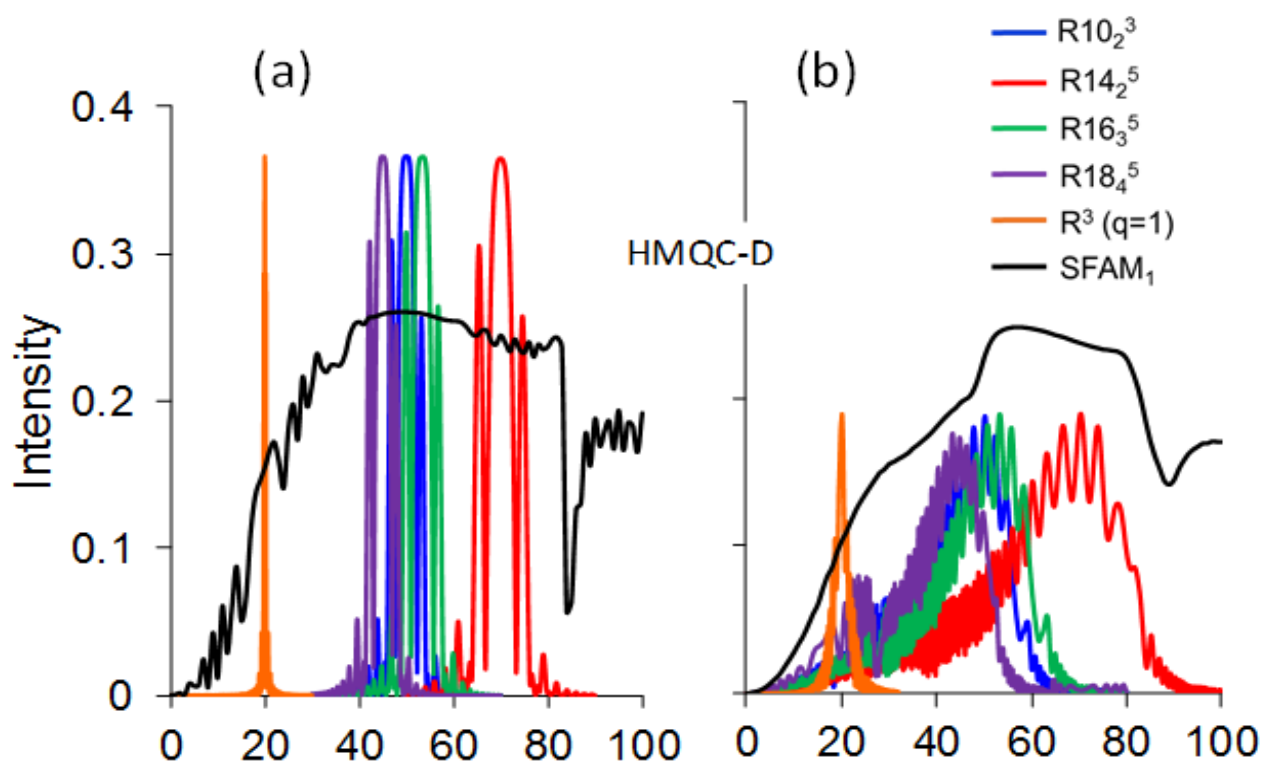 (a)
(b)
R10₂³
R14₂⁵
R16₃⁵
R18₄⁵
R³ (q=1)
SFAM₁
HMQC-D
Intensity
0.4
0.3
0.2
0.1
0
0 20 40 60 80 100
0 20 40 60 80 100